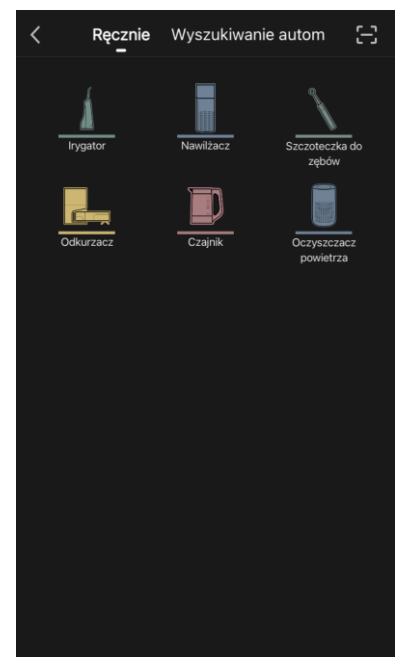 Ręcznie Wyszukiwanie autom
Irygator
Nawilżacz
Szczoteczka do
zębów
Odkurzacz
Czajnik
Oczyszczacz
powietrza